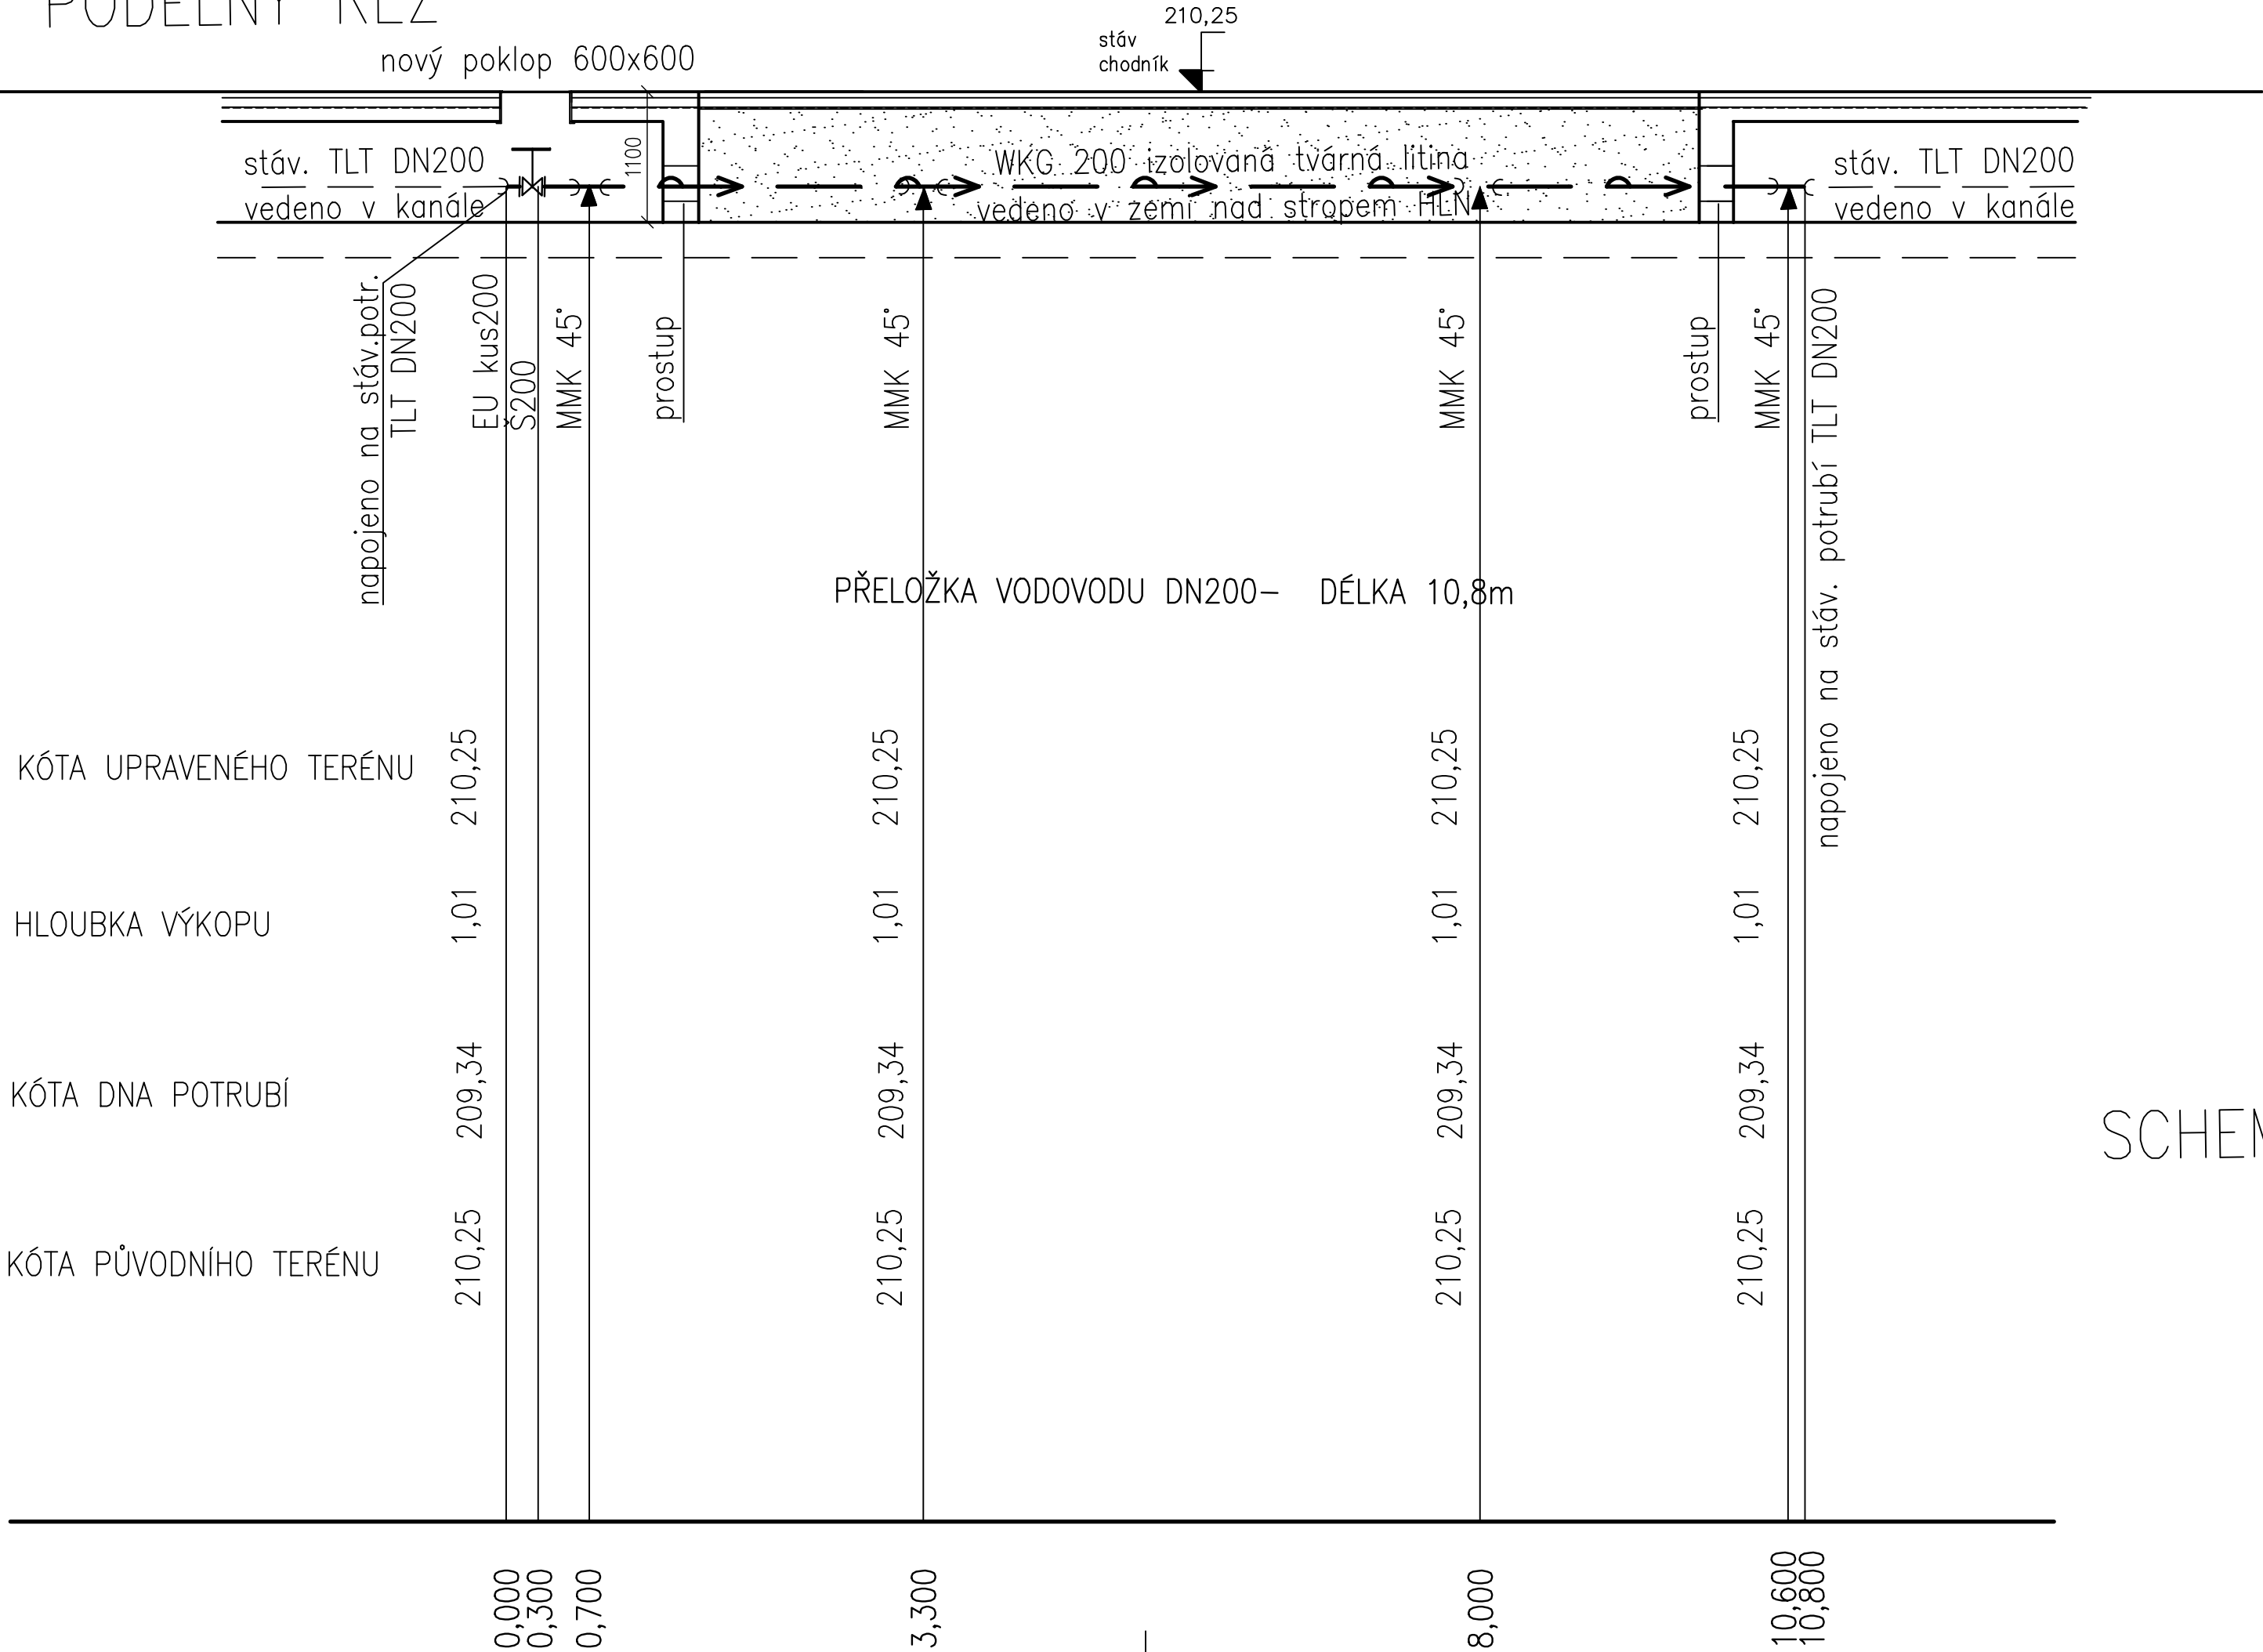 PODÉLNÝ ŘEZ
nový poklop 600x600
210,25
stáv
chodník
1100
stáv. TLT DN200
vedeno v kanále
WKG 200 izolovaná tvárná litina
vedeno v zemi nad stropem HLN
stáv. TLT DN200
vedeno v kanále
napojeno na stáv.potr.
TLT DN200
EU kus200
Š200
MMK 45°
prostup
MMK 45°
MMK 45°
prostup
MMK 45°
napojeno na stáv. potrubí TLT DN200
PŘELOŽKA VODOVODU DN200- DÉLKA 10,8m
KÓTA UPRAVENÉHO TERÉNU 210,25 210,25 210,25 210,25
HLOUBKA VÝKOPU 1,01 1,01 1,01 1,01
KÓTA DNA POTRUBÍ 209,34 209,34 209,34 209,34
KÓTA PŮVODNÍHO TERÉNU 210,25 210,25 210,25 210,25
SCHEM
0,000 0,300 0,700 3,300 8,000 10,600 10,800